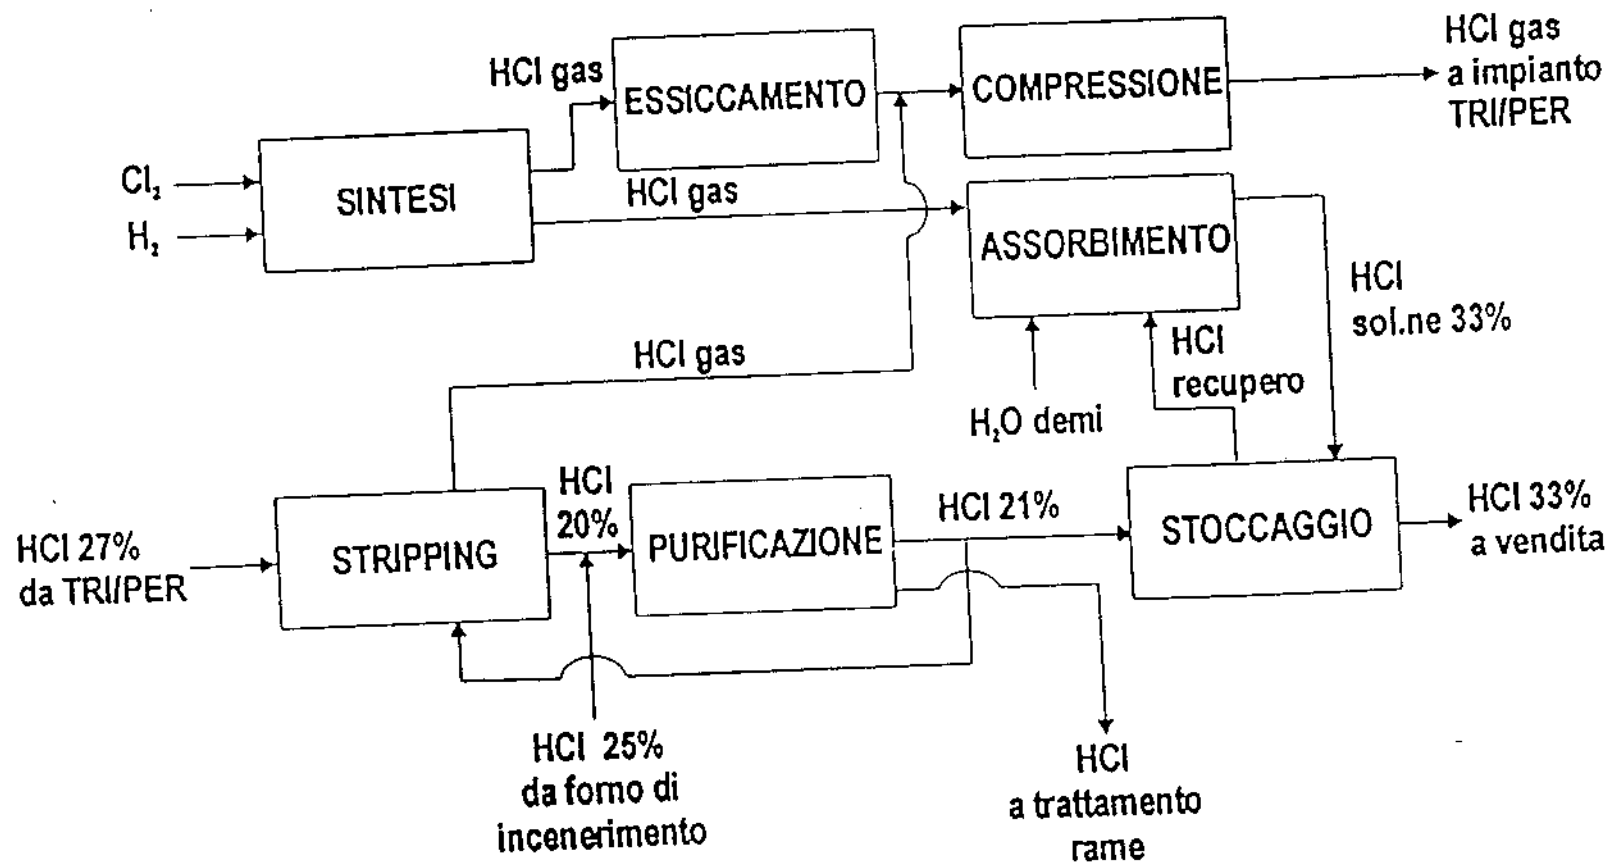 HCl gas
a impianto
TRI/PER
HCl gas
ESSICCAMENTO
COMPRESSIONE
Cl₂
H₂
SINTESI
HCl gas
ASSORBIMENTO
HCl
sol.ne 33%
HCl gas
HCl
recupero
H₂O demi
HCl 27%
da TRI/PER
STRIPPING
HCl
20%
PURIFICAZIONE
HCl 21%
STOCCAGGIO
HCl 33%
a vendita
HCl 25%
da forno di
incenerimento
HCl
a trattamento
rame